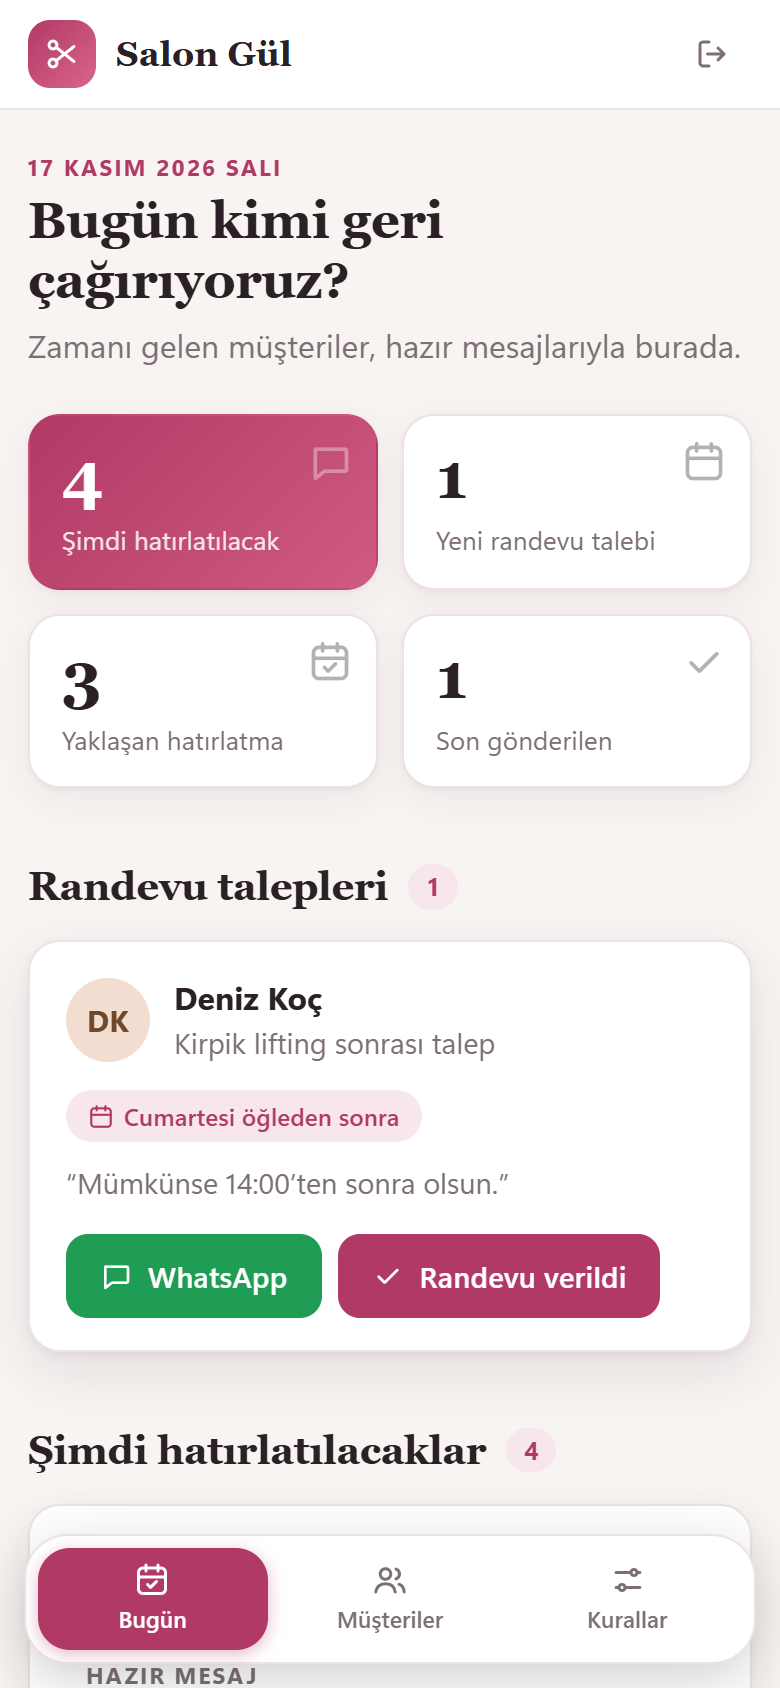 Salon Gül
17 KASIM 2026 SALI
Bugün kimi geri
çağırıyoruz?
Zamanı gelen müşteriler, hazır mesajlarıyla burada.
4
Şimdi hatırlatılacak
1
Yeni randevu talebi
3
Yaklaşan hatırlatma
1
Son gönderilen
Randevu talepleri 1
DK
Deniz Koç
Kirpik lifting sonrası talep
Cumartesi öğleden sonra
“Mümkünse 14:00’ten sonra olsun.”
WhatsApp
Randevu verildi
Şimdi hatırlatılacaklar 4
Bugün
Müşteriler
Kurallar
HAZIR MESAJ